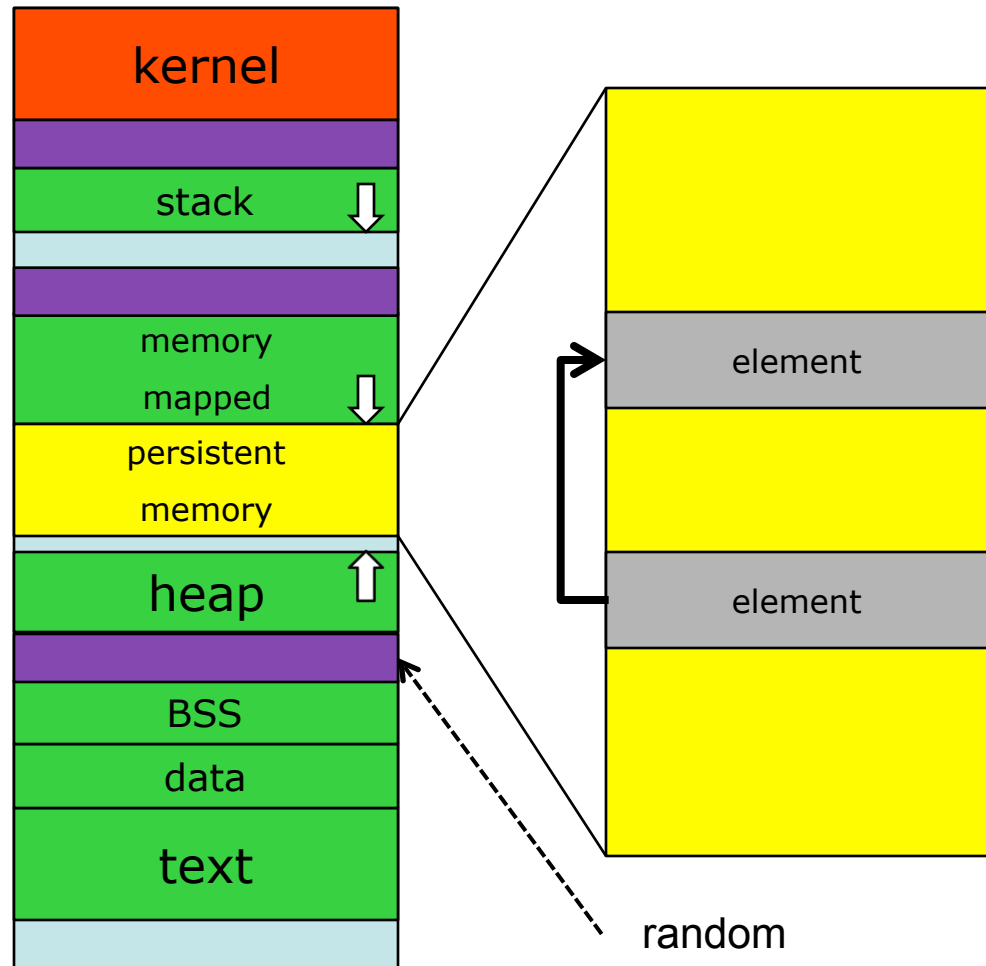 kernel
stack
memory
mapped
persistent
memory
heap
BSS
data
text
element
element
random